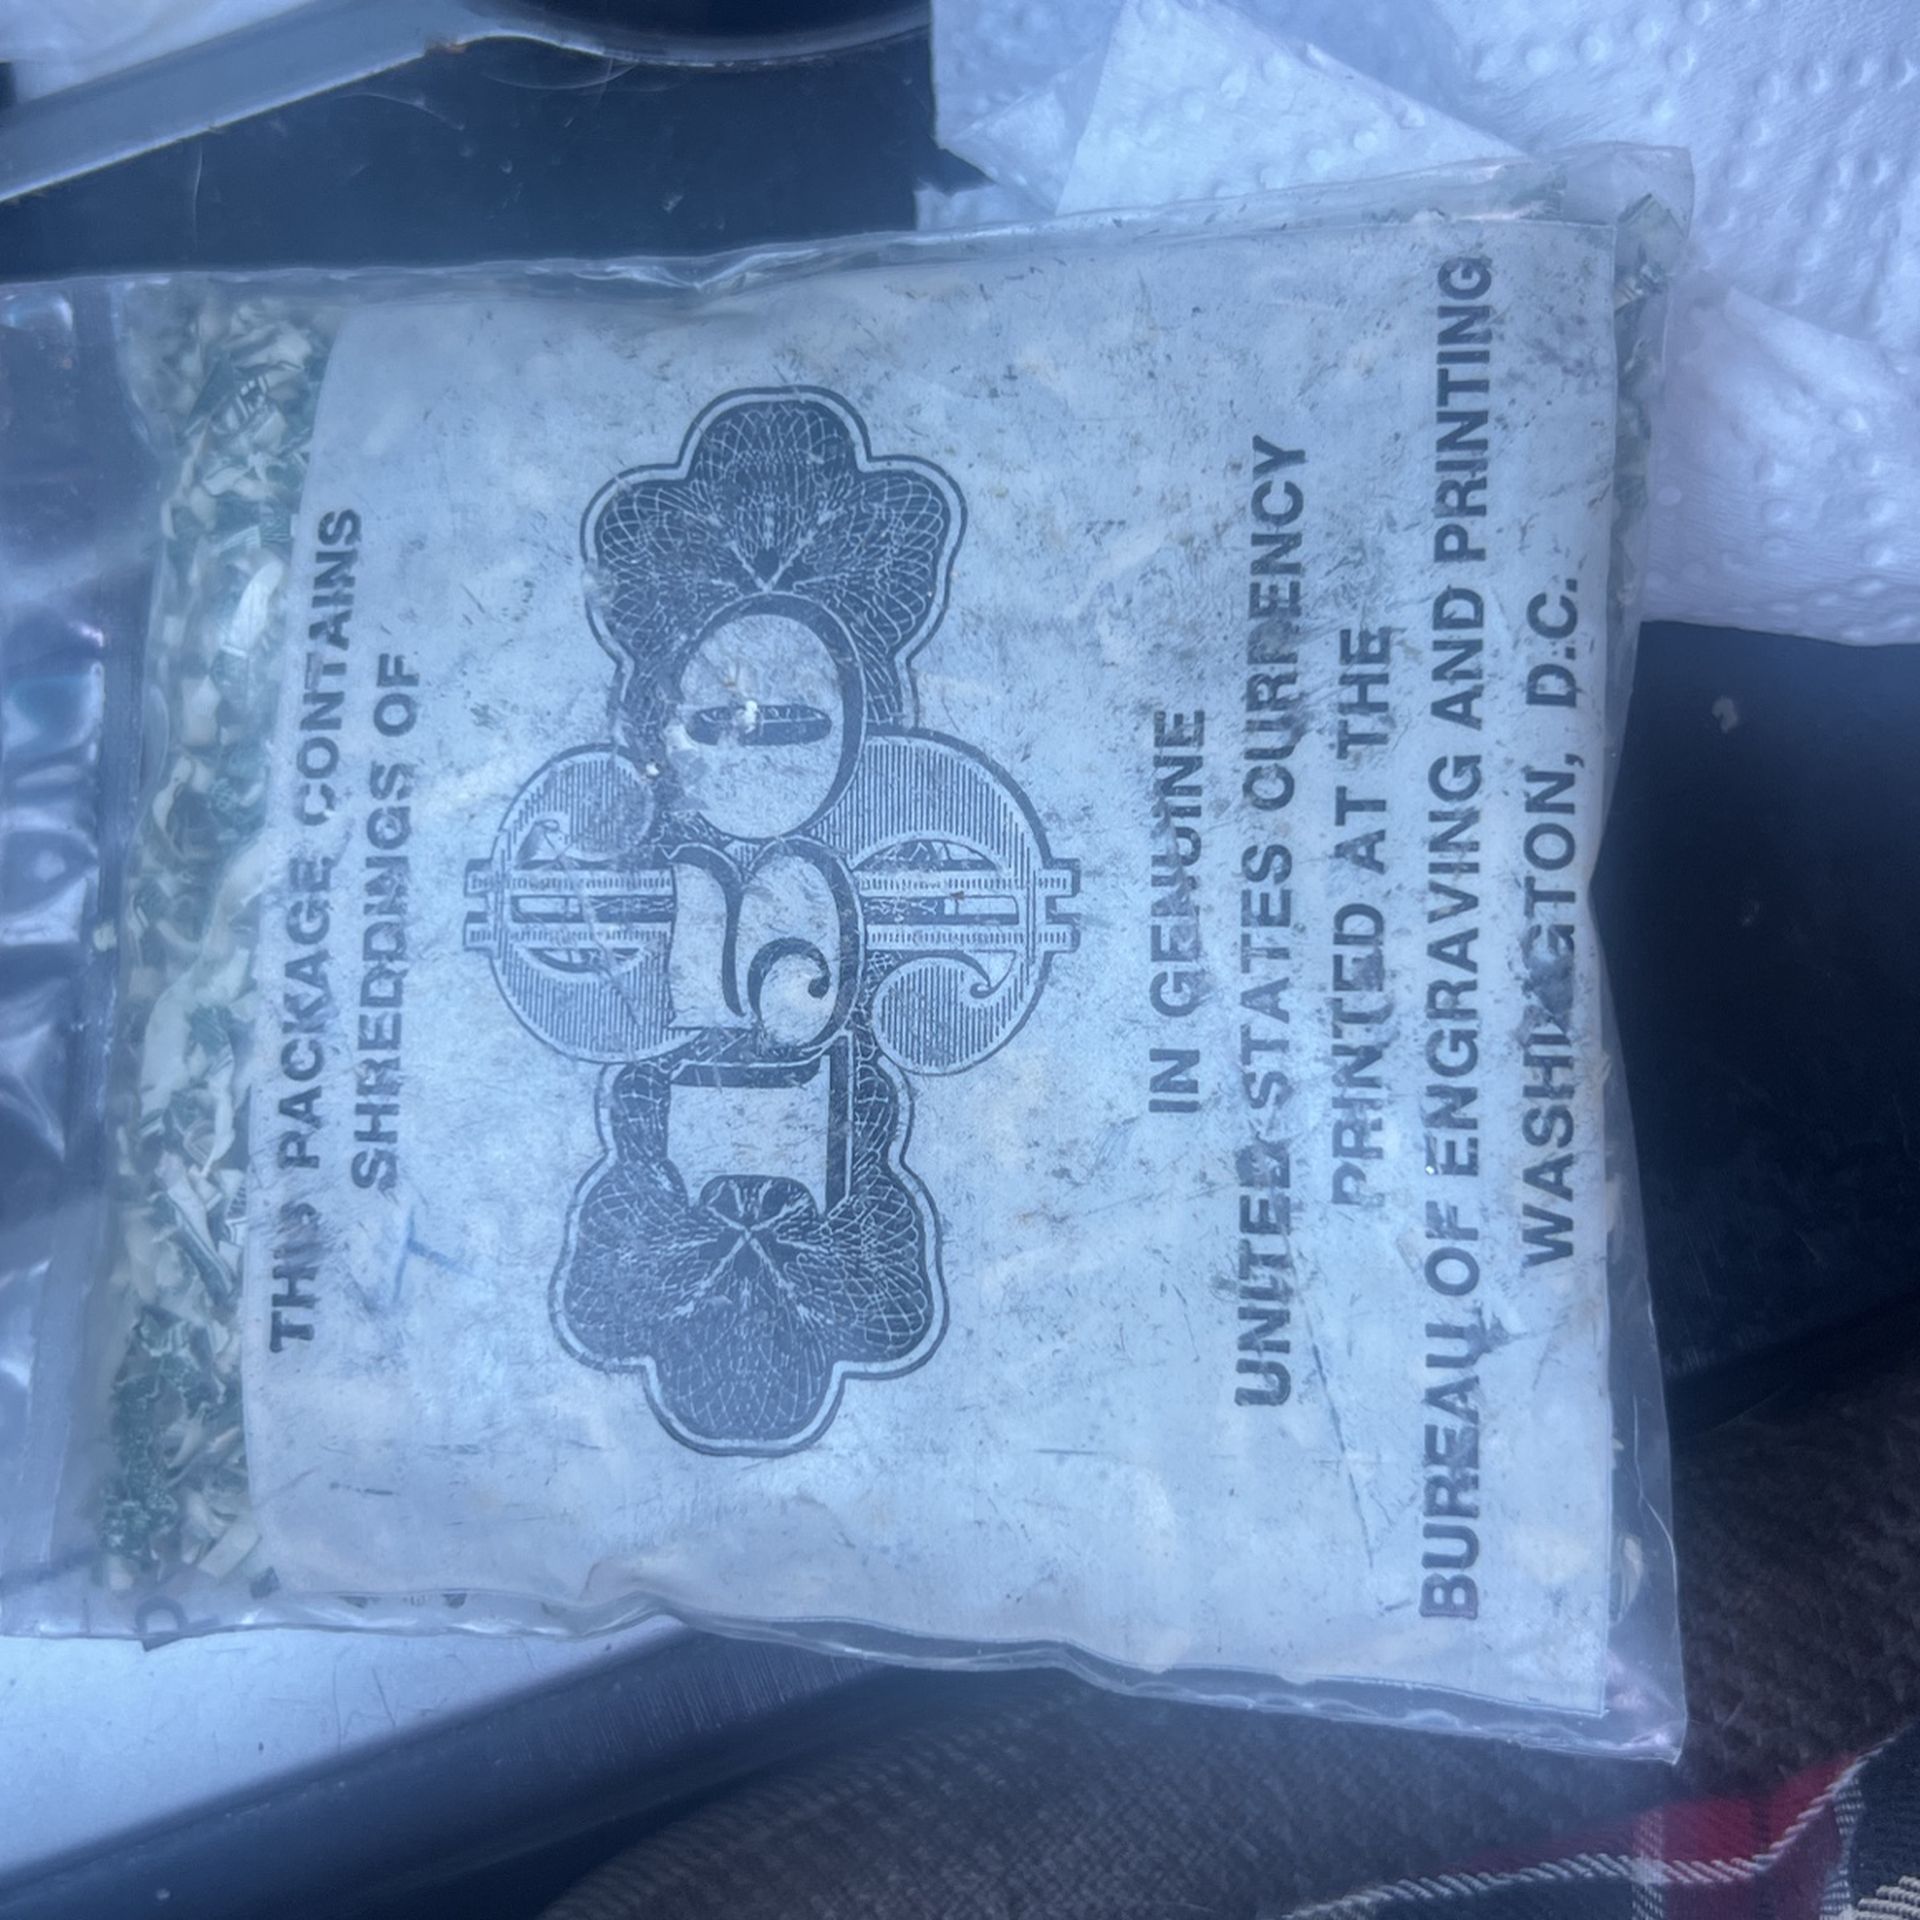 THIS PACKAGE CONTAINS
SHREDDINGS OF
$150
IN GENUINE
UNITED STATES CURRENCY
PRINTED AT THE
BUREAU OF ENGRAVING AND PRINTING
WASHINGTON, D.C.